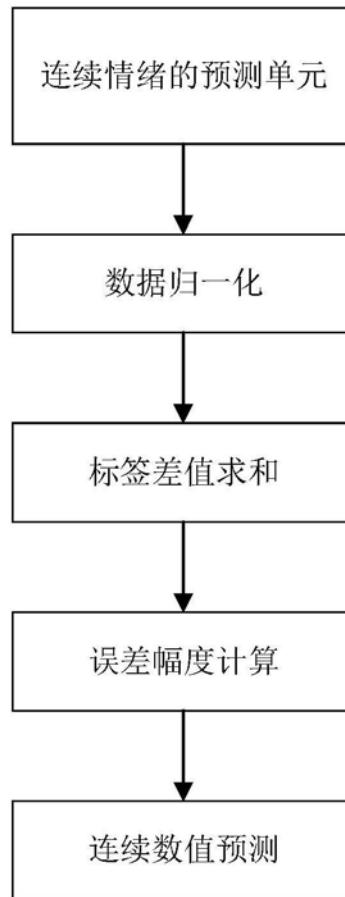 连续情绪的预测单元
数据归一化
标签差值求和
误差幅度计算
连续数值预测